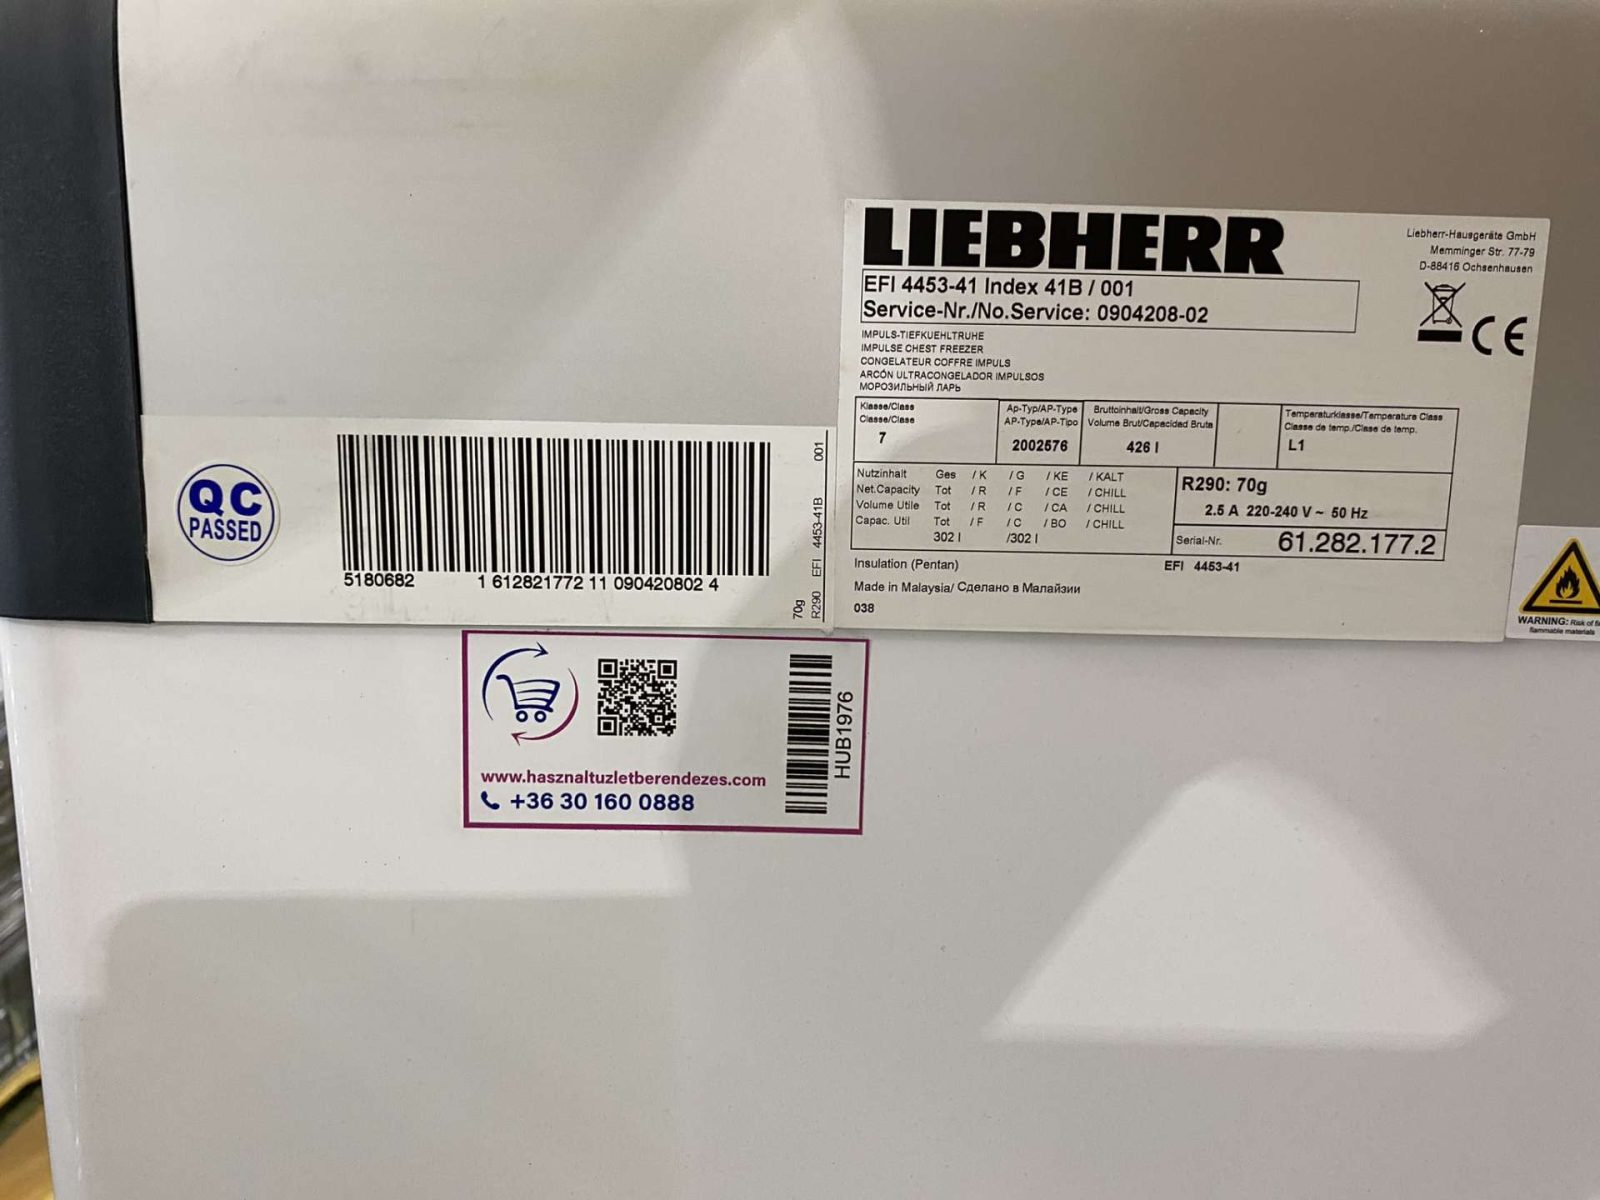 LIEBHERR
EFI 4453-41 Index 41B / 001
Service-Nr./No.Service: 0904208-02
IMPULS-TIEFKUEHLTRUHE
IMPULSE CHEST FREEZER
CONGELATEUR COFFRE IMPULS
ARCÓN ULTRACONGELADOR IMPULSOS
МОРОЗИЛЬНЫЙ ЛАРЬ
Liebherr-Hausgeräte GmbH
Memminger Str. 77-79
D-88416 Ochsenhausen
CE
Klasse/Class
Classe/Clase
7
Ap-Typ/AP-Type
AP-Type/AP-Tipo
2002576
Bruttoinhalt/Gross Capacity
Volume Brut/Capacidad Bruta
426 l
Temperaturklasse/Temperature Class
Classe de temp./Clase de temp.
L1
Nutzinhalt Ges / K / G / KE / KALT
Net.Capacity Tot / R / F / CE / CHILL
Volume Utile Tot / R / C / CA / CHILL
Capac. Util Tot / F / C / BO / CHILL
302 l /302 l
R290: 70g
2.5 A 220-240 V ~ 50 Hz
Serial-Nr. 61.282.177.2
Insulation (Pentan) EFI 4453-41
Made in Malaysia/ Сделано в Малайзии
038
QC
PASSED
5180682 1 612821772 11 090420802 4
70g
R290 EFI 4453-41B 001
WARNING: Risk of
flammable materials
www.hasznaltuzletberendezes.com
+36 30 160 0888
HUB1976